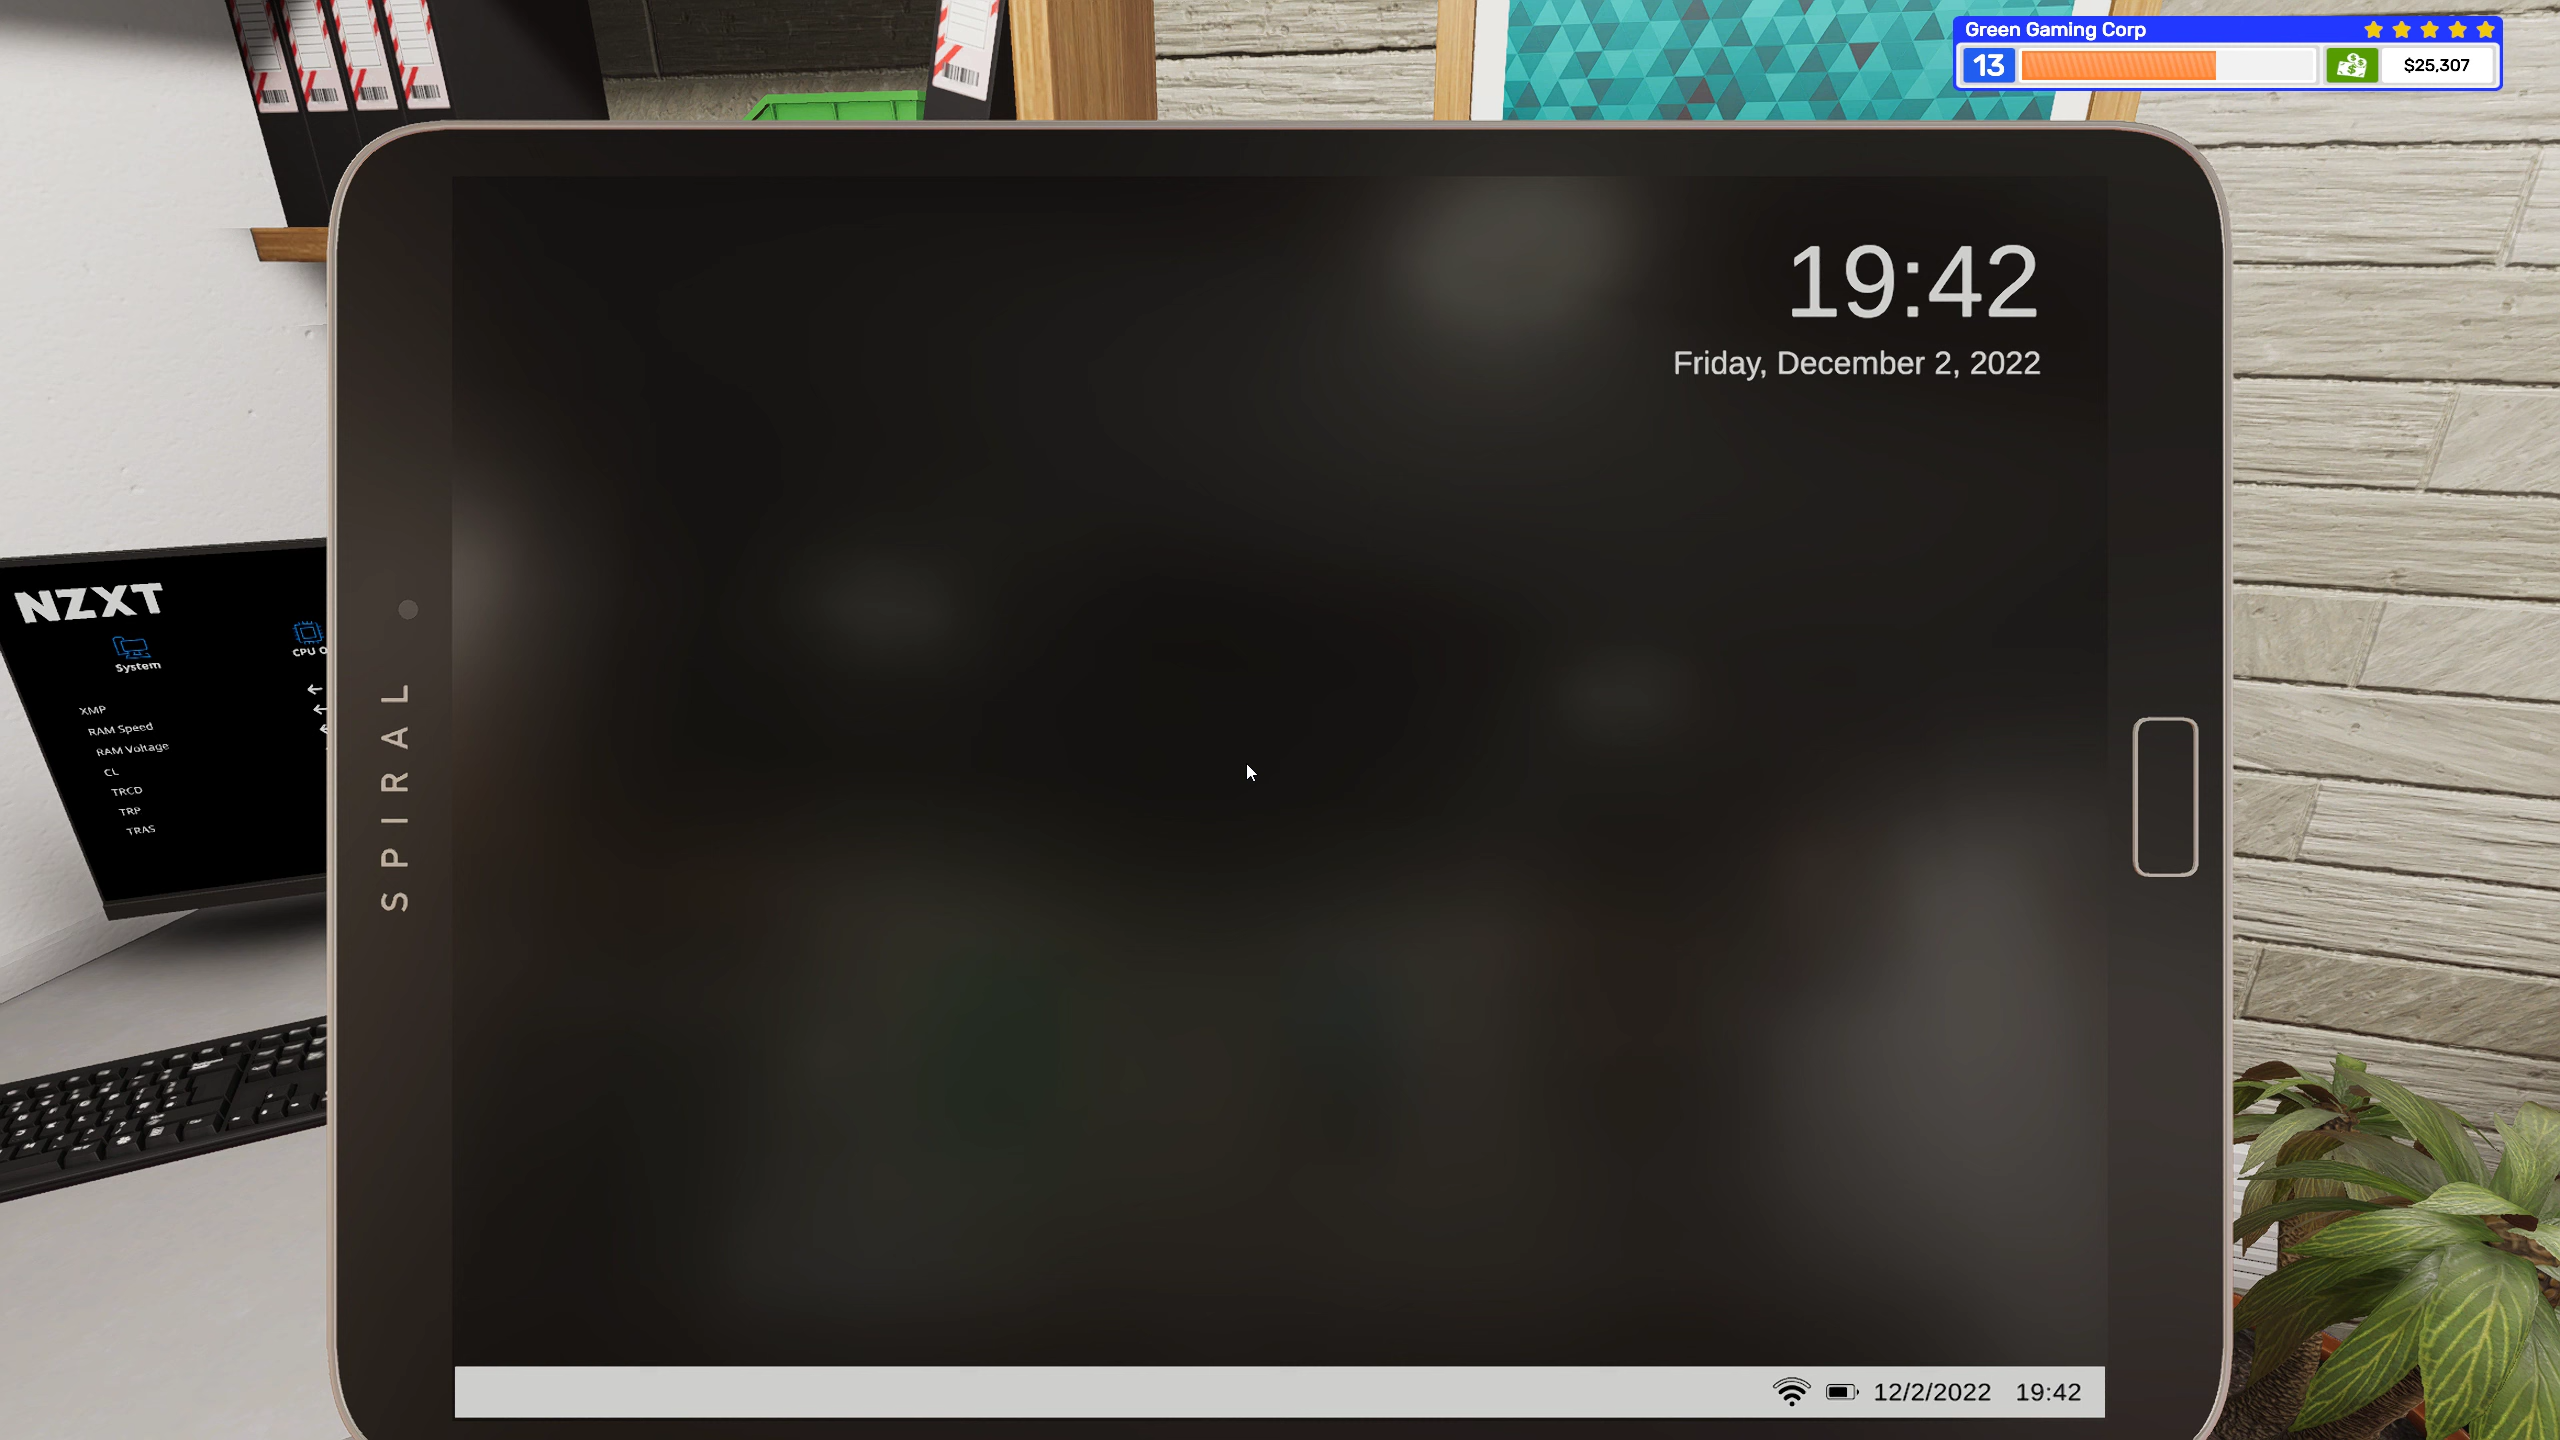 Green Gaming Corp
13
$25,307
19:42
Friday, December 2, 2022
NZXT
System
CPU O
XMP
RAM Speed
RAM Voltage
CL
TRCD
TRP
TRAS
SPIRAL
12/2/2022 19:42